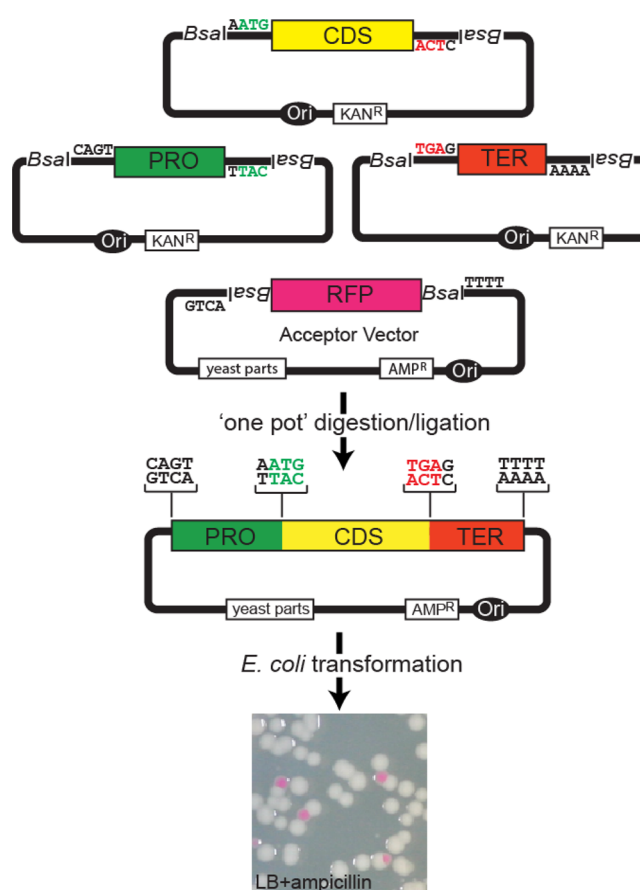 AATG
BsaI CDS BsaI
ACTC
Ori KANR
CAGT TGAG
BsaI PRO BsaI BsaI TER BsaI
TTAC AAAA
Ori KANR Ori KANR
BsaI RFP BsaI TTTT
GTCA
Acceptor Vector
yeast parts AMPR Ori
‘one pot’ digestion/ligation
CAGT AATG TGAG TTTT
GTCA TTAC ACTC AAAA
PRO CDS TER
yeast parts AMPR Ori
E. coli transformation
LB+ampicillin